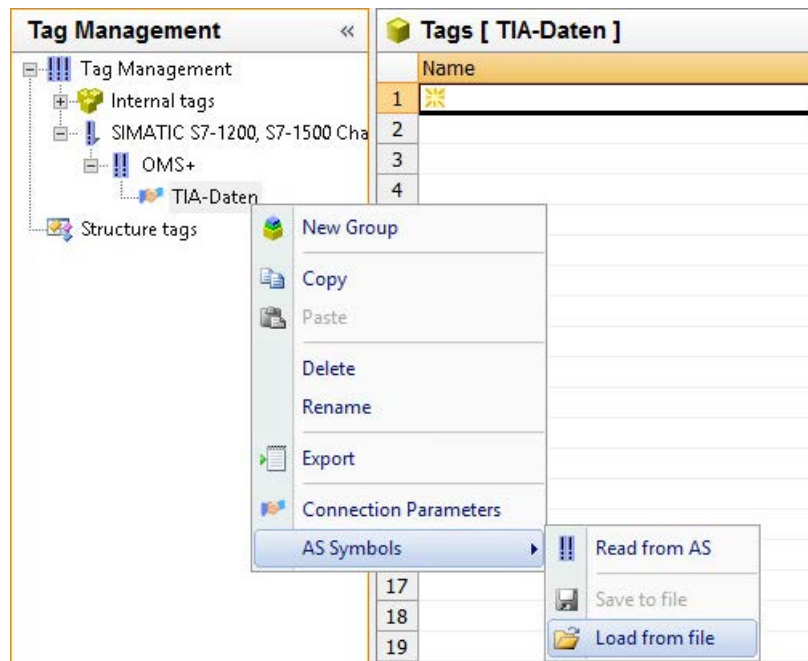 Tag Management «
Tag Management
Internal tags
SIMATIC S7-1200, S7-1500 Cha
OMS+
TIA-Daten
Structure tags
Tags [ TIA-Daten ]
Name
1
2
3
4
New Group
Copy
Paste
Delete
Rename
Export
Connection Parameters
AS Symbols
Read from AS
Save to file
Load from file
17
18
19